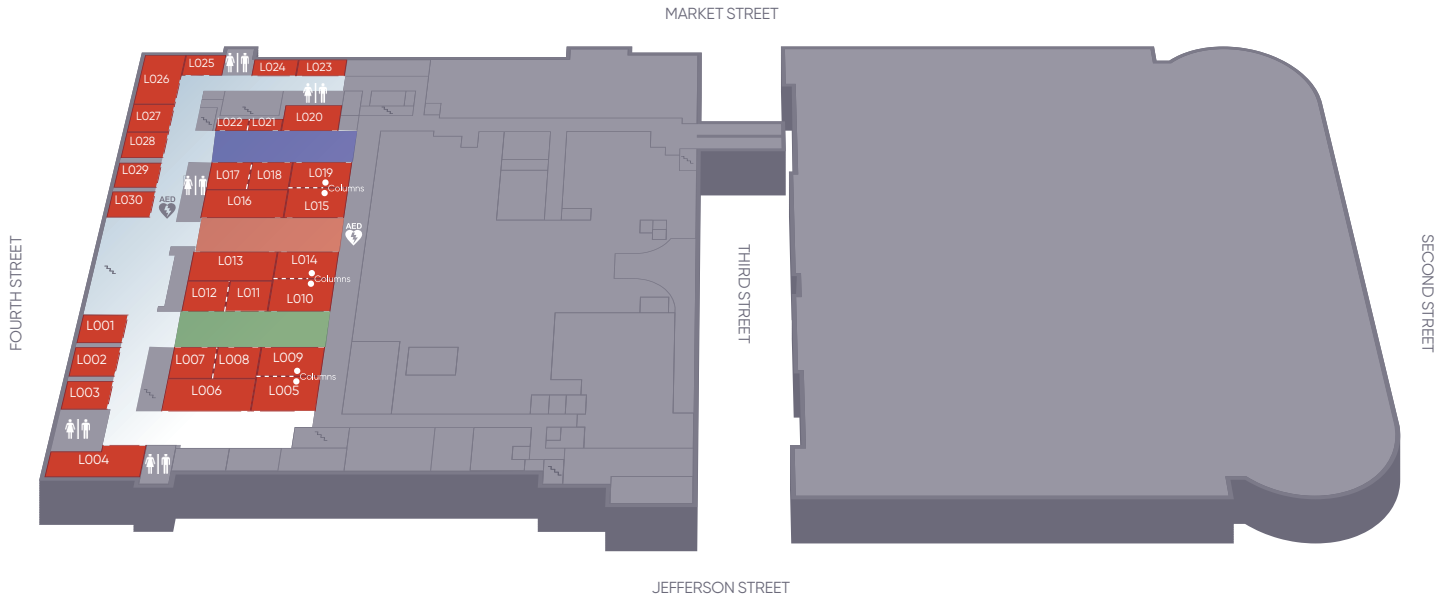 MARKET STREET
L025
L024
L023
L026
L027
L022
L021
L020
L028
L029
L017
L018
L019
Columns
L030
AED
L016
L015
AED
FOURTH STREET
THIRD STREET
SECOND STREET
L013
L014
Columns
L012
L011
L010
L001
L002
L007
L008
L009
Columns
L003
L006
L005
L004
JEFFERSON STREET